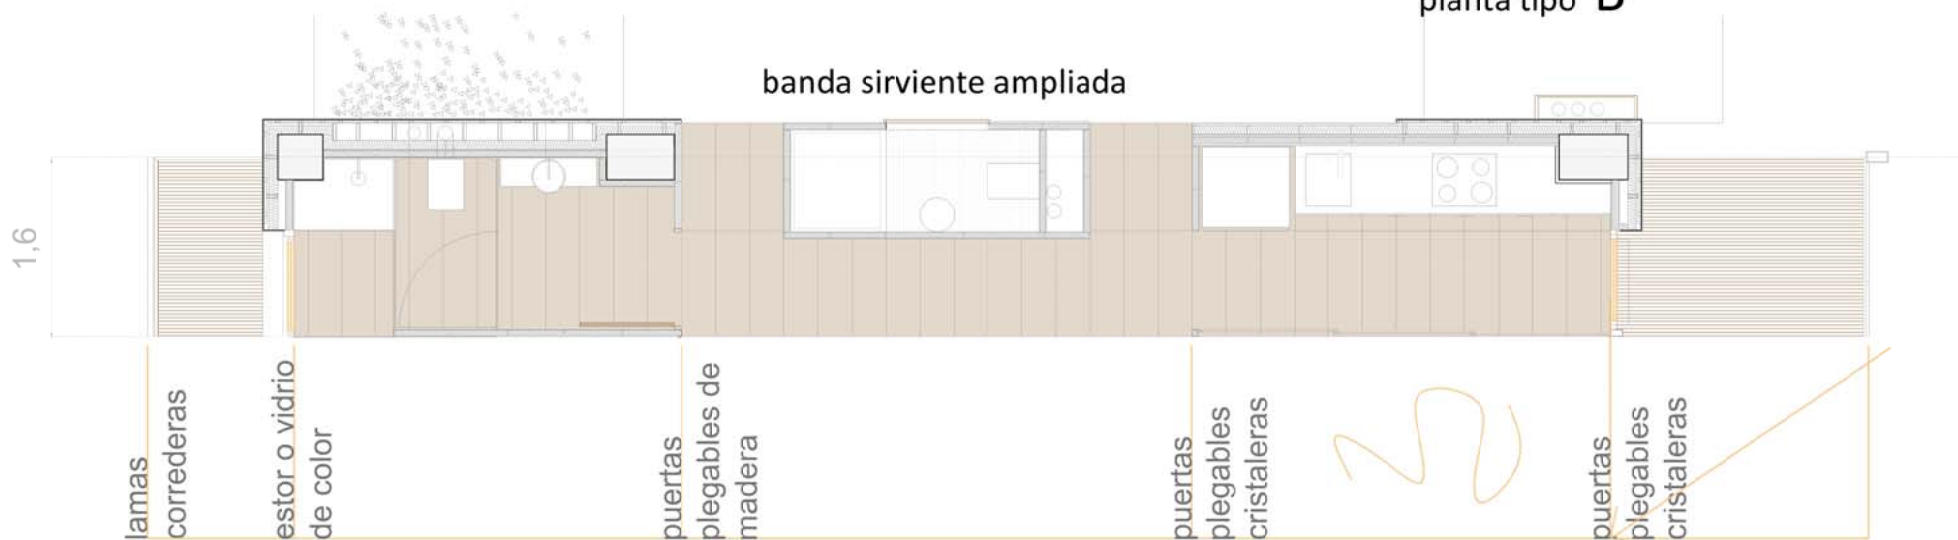 planta tipo B
banda sirviente ampliada
1,6
lamas
correderas
estor o vidrio
de color
puertas
plegables de
madera
puertas
plegables
cristaleras
puertas
plegables
cristaleras